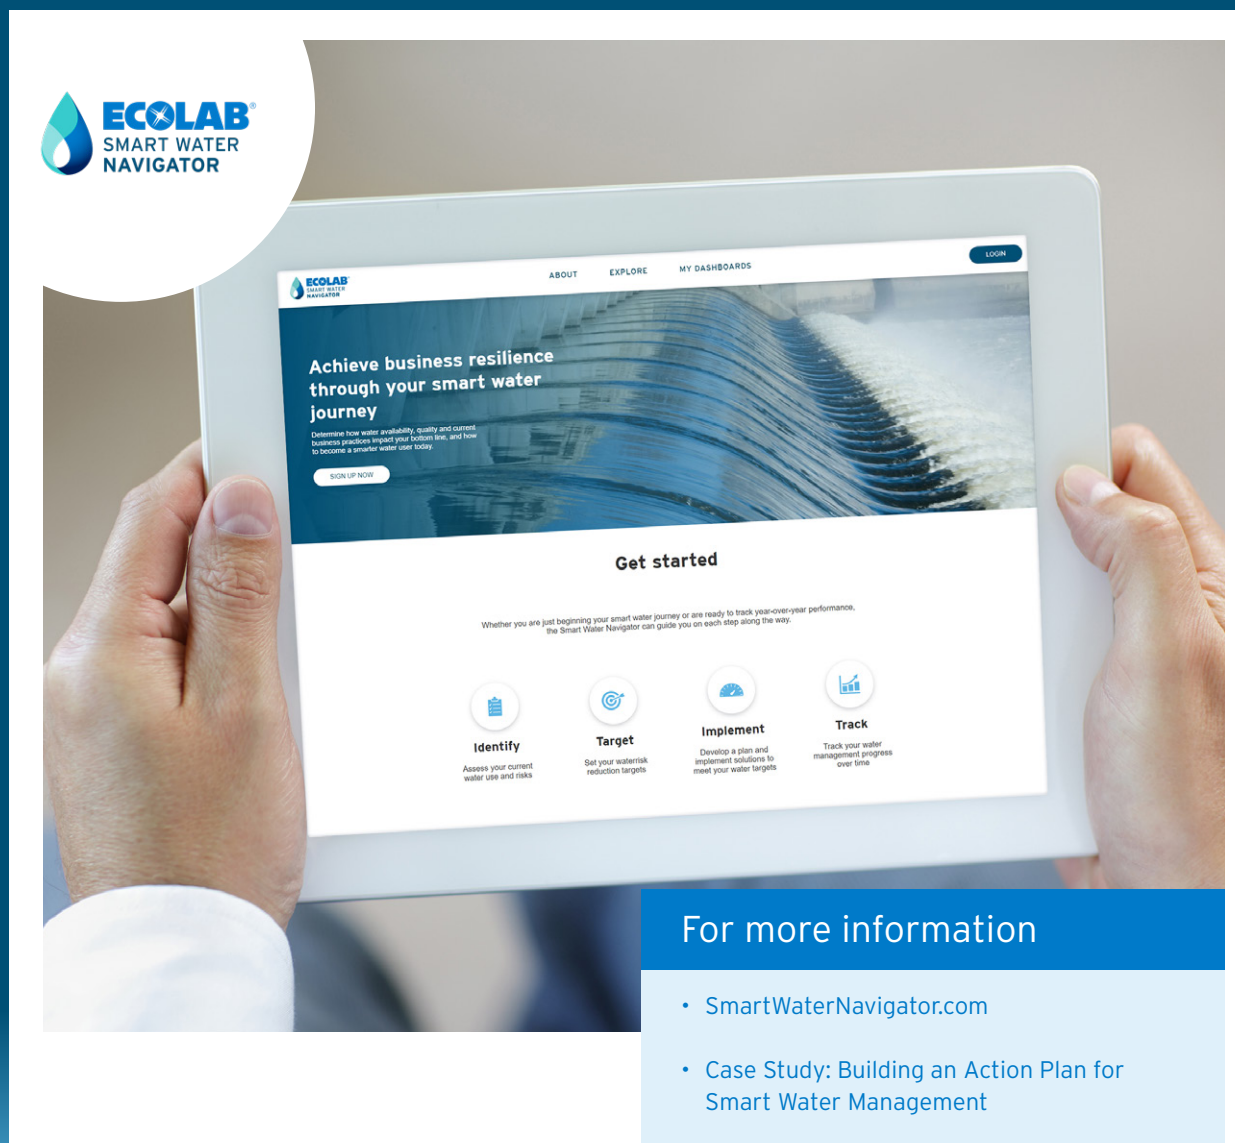 ECOLAB®
SMART WATER
NAVIGATOR
ECOLAB
SMART WATER
NAVIGATOR
ABOUT EXPLORE MY DASHBOARDS LOGIN
Achieve business resilience
through your smart water
journey
Determine how water availability, quality and current
business practices impact your bottom line, and how
to become a smarter water user today.
SIGN UP NOW
Get started
Whether you are just beginning your smart water journey or are ready to track year-over-year performance,
the Smart Water Navigator can guide you on each step along the way.
Identify
Assess your current
water use and risks
Target
Set your waterrisk
reduction targets
Implement
Develop a plan and
implement solutions to
meet your water targets
Track
Track your water
management progress
over time
For more information
• SmartWaterNavigator.com
• Case Study: Building an Action Plan for
Smart Water Management